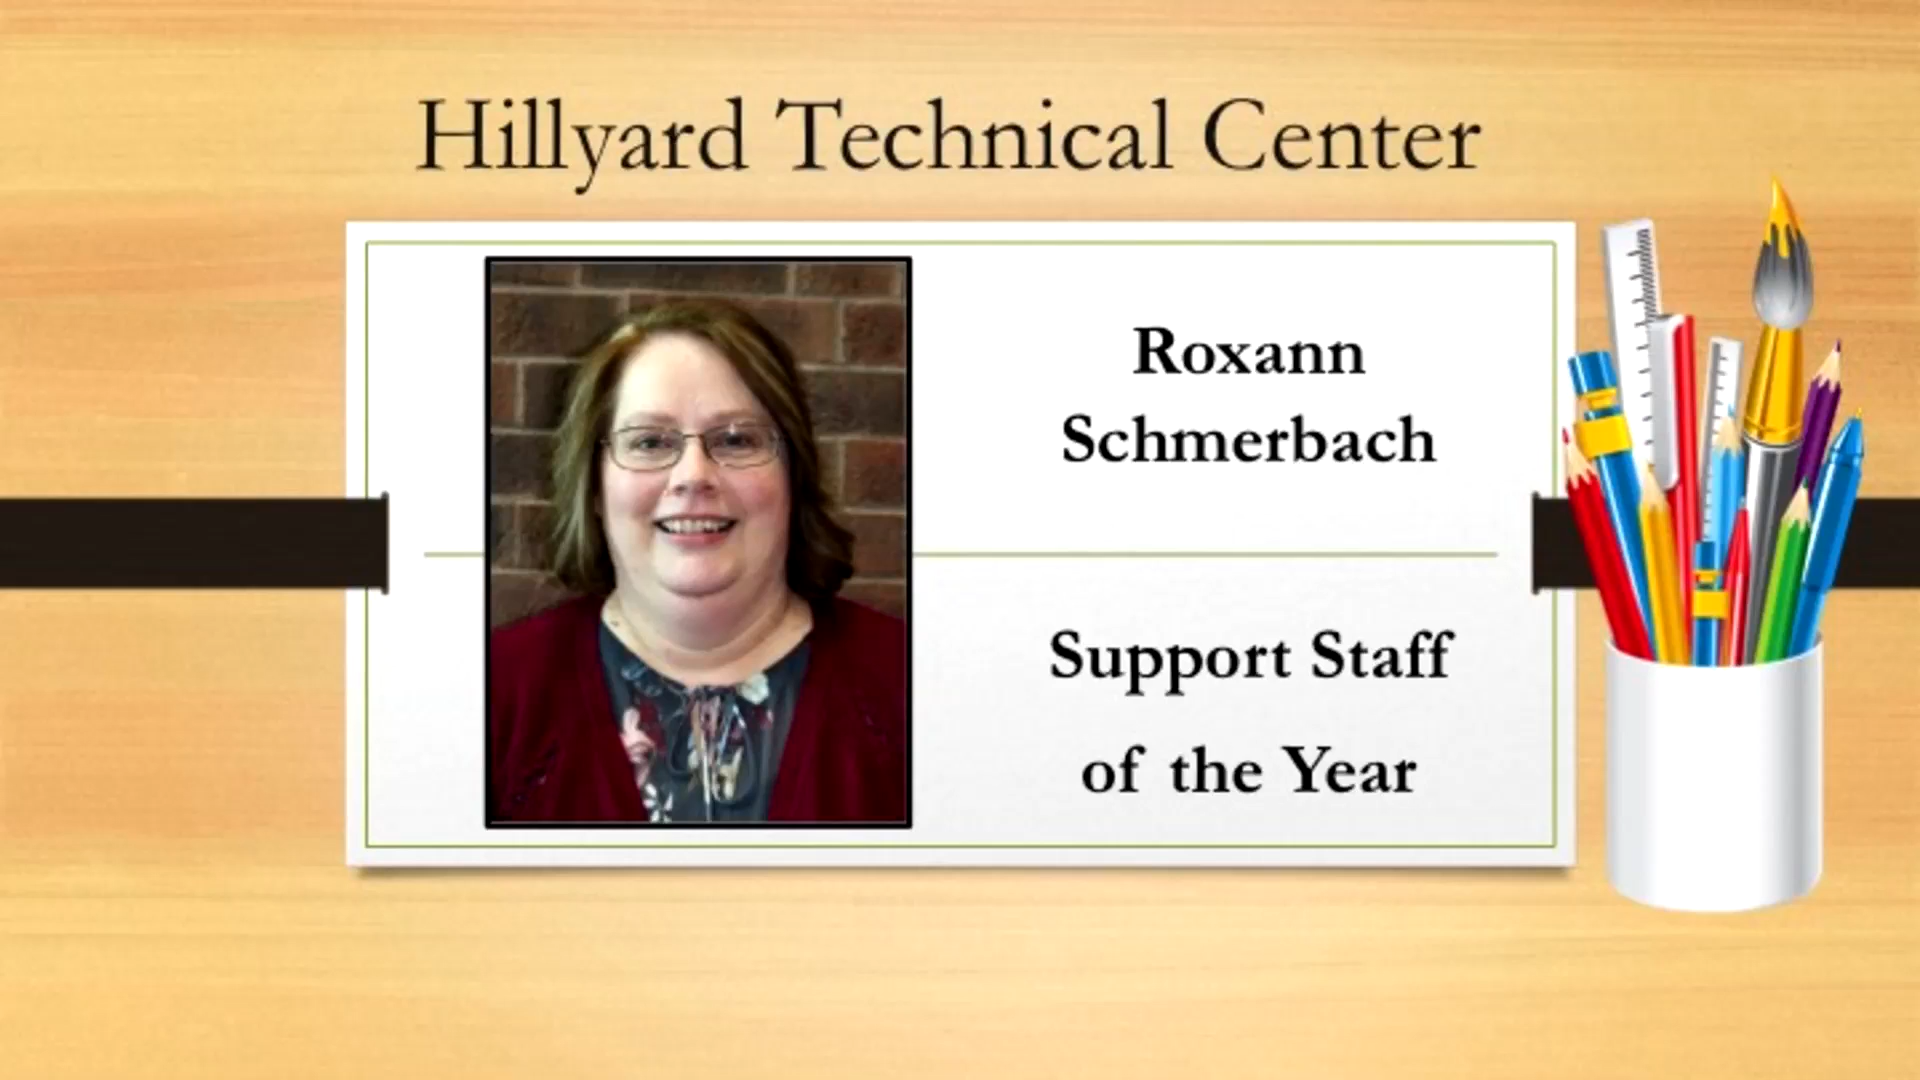 Hillyard Technical Center
Roxann
Schmerbach
Support Staff
of the Year